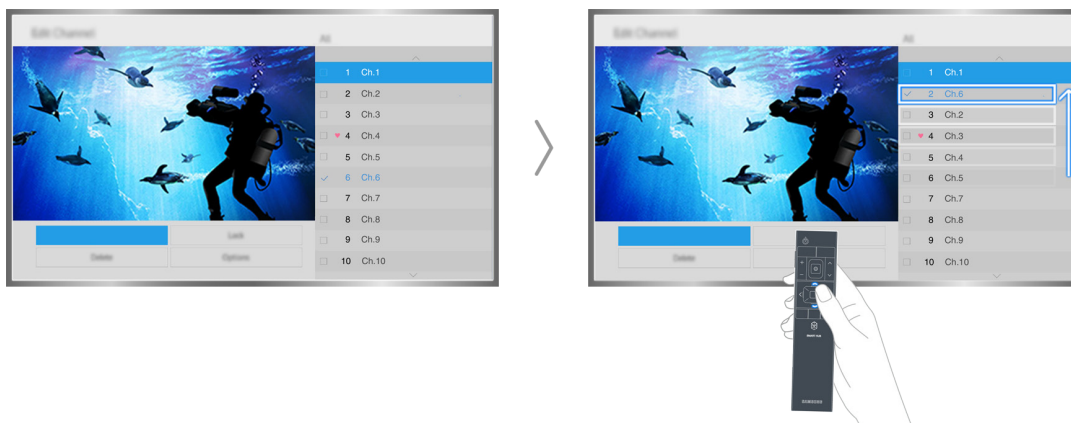 Edit Channel
All
1 Ch.1
2 Ch.2
3 Ch.3
4 Ch.4
5 Ch.5
6 Ch.6
7 Ch.7
8 Ch.8
9 Ch.9
10 Ch.10
Lock
Delete
Options
Edit Channel
All
1 Ch.1
2 Ch.6
3 Ch.2
4 Ch.3
5 Ch.4
6 Ch.5
7 Ch.7
8 Ch.8
9 Ch.9
10 Ch.10
Delete
SMART HUB
SAMSUNG